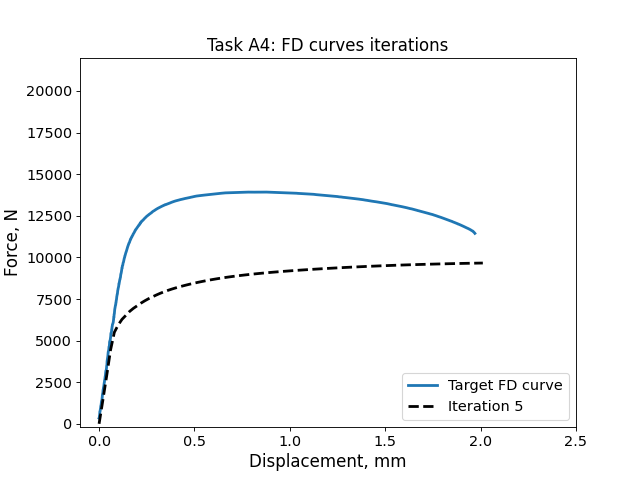 Task A4: FD curves iterations
Force, N
20000
17500
15000
12500
10000
7500
5000
2500
0
0.0 0.5 1.0 1.5 2.0 2.5
Displacement, mm
Target FD curve
Iteration 5